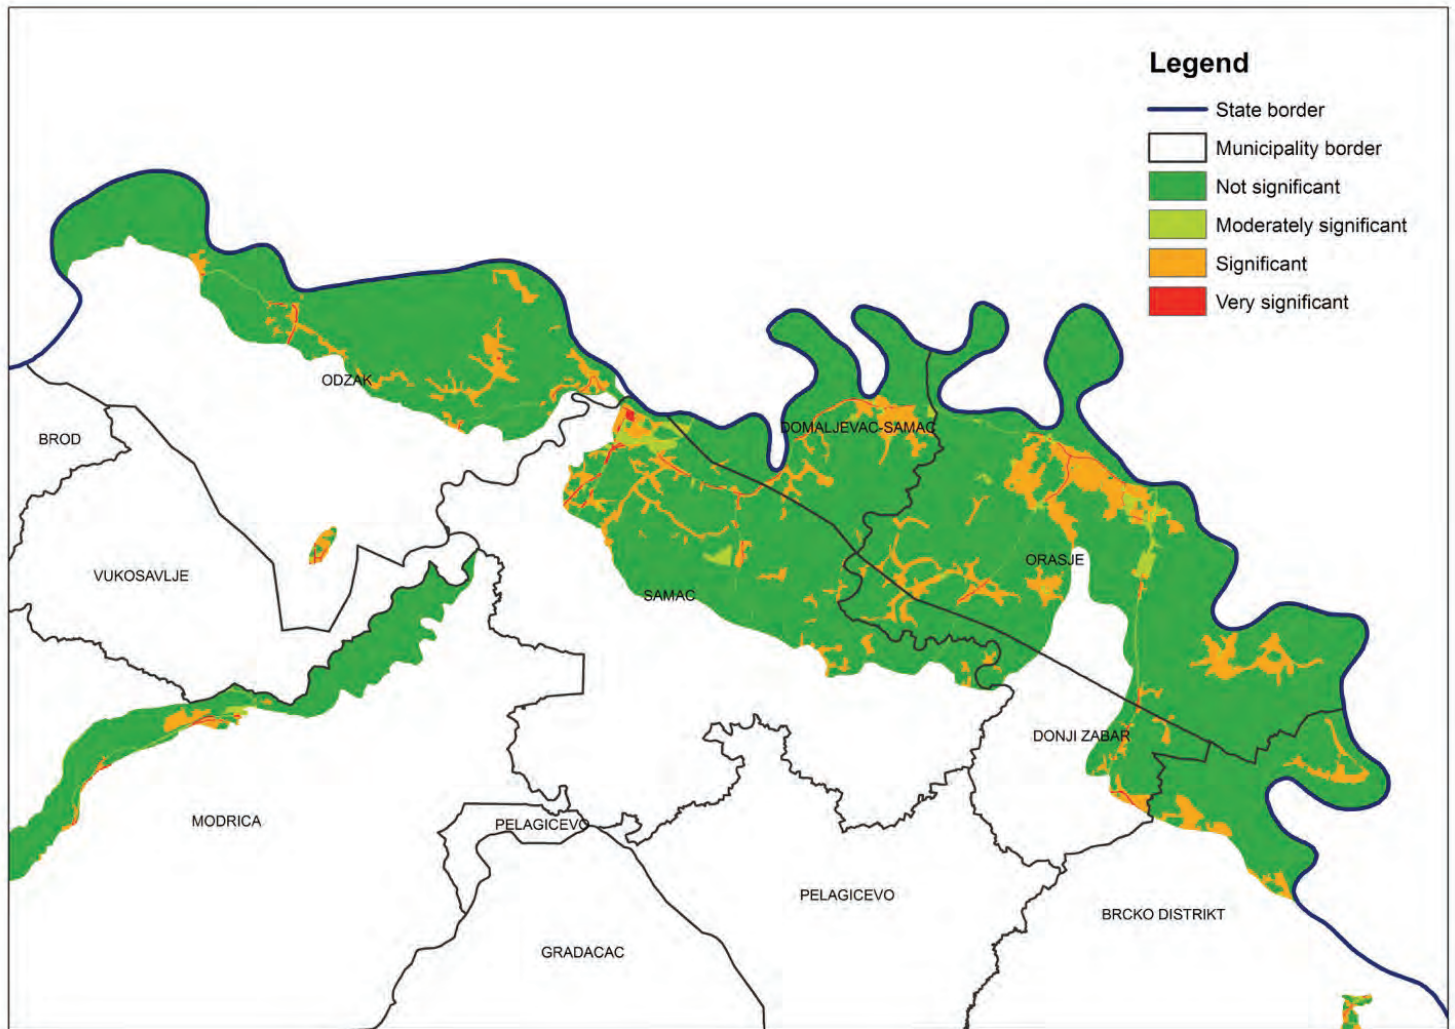 Legend
State border
Municipality border
Not significant
Moderately significant
Significant
Very significant
ODZAK
BROD
DOMALJEVAC-SAMAC
VUKOSAVLJE
ORASJE
SAMAC
DONJI ZABAR
MODRICA
PELAGICEVO
PELAGICEVO
BRCKO DISTRIKT
GRADACAC